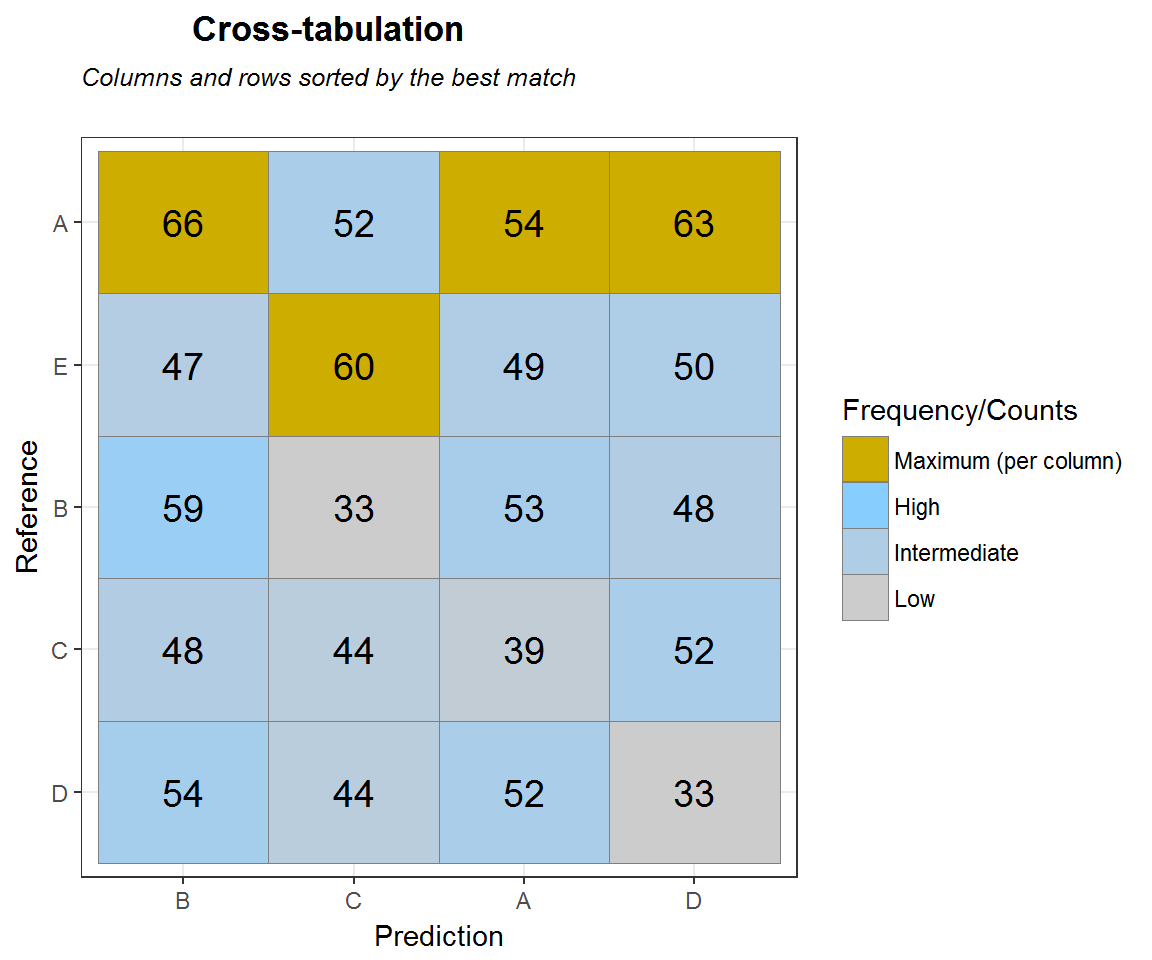 Cross-tabulation
Columns and rows sorted by the best match
Reference
A 66 52 54 63
E 47 60 49 50
B 59 33 53 48
C 48 44 39 52
D 54 44 52 33
B C A D
Prediction
Frequency/Counts
Maximum (per column)
High
Intermediate
Low